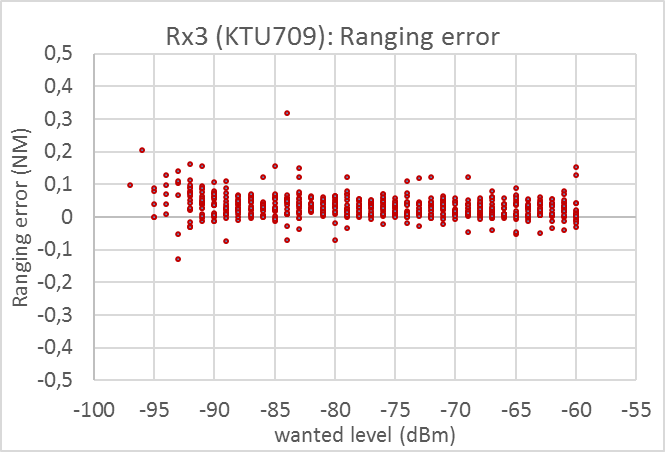 Rx3 (KTU709): Ranging error
0,5
0,4
0,3
0,2
0,1
0
-0,1
-0,2
-0,3
-0,4
-0,5
Ranging error (NM)
-100 -95 -90 -85 -80 -75 -70 -65 -60 -55
wanted level (dBm)